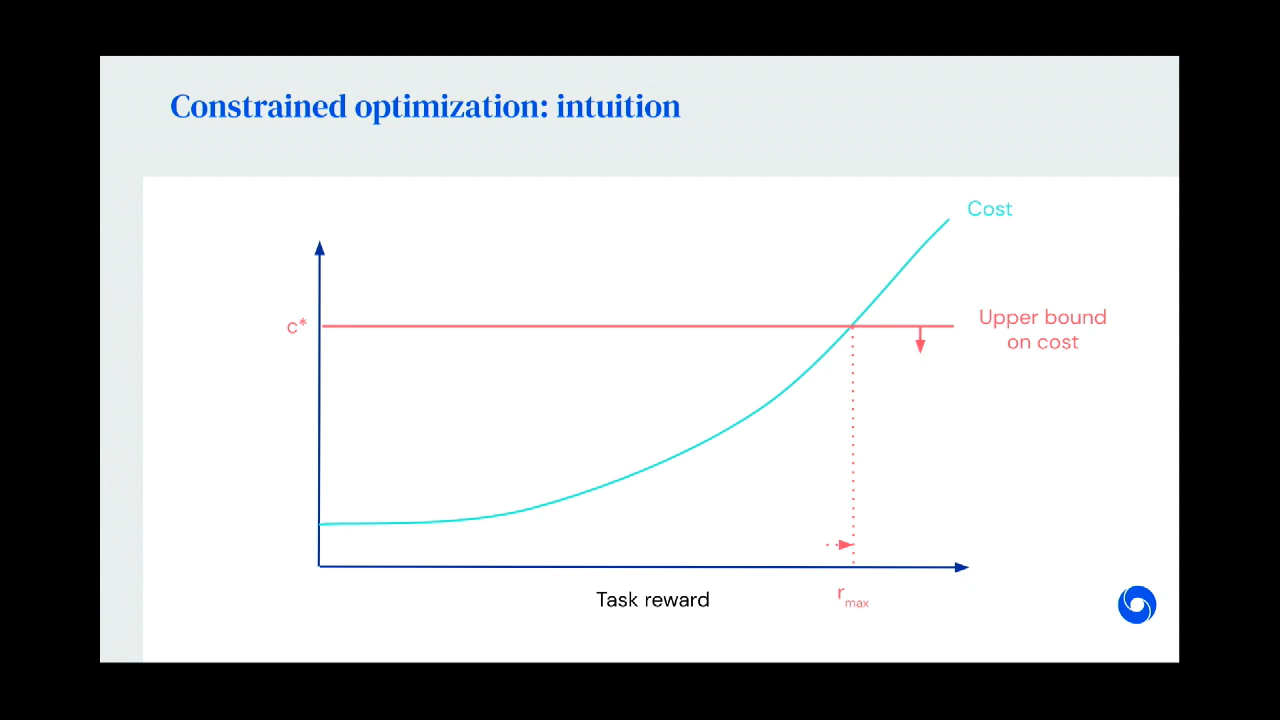 Constrained optimization: intuition
Cost
c*
Upper bound
on cost
Task reward
r_max